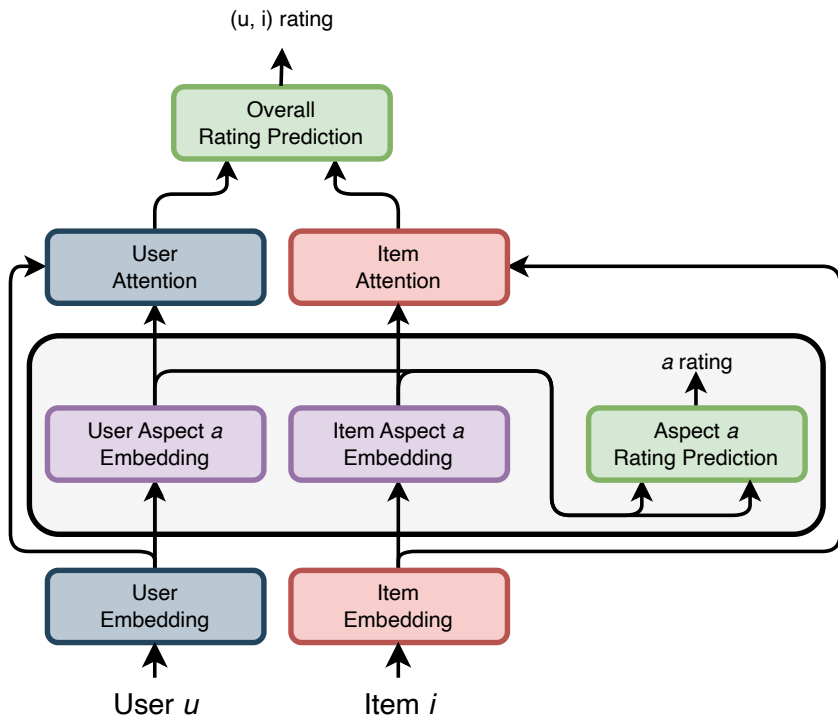 (u, i) rating
Overall
Rating Prediction
User
Attention
Item
Attention
a rating
User Aspect a
Embedding
Item Aspect a
Embedding
Aspect a
Rating Prediction
User
Embedding
Item
Embedding
User u
Item i